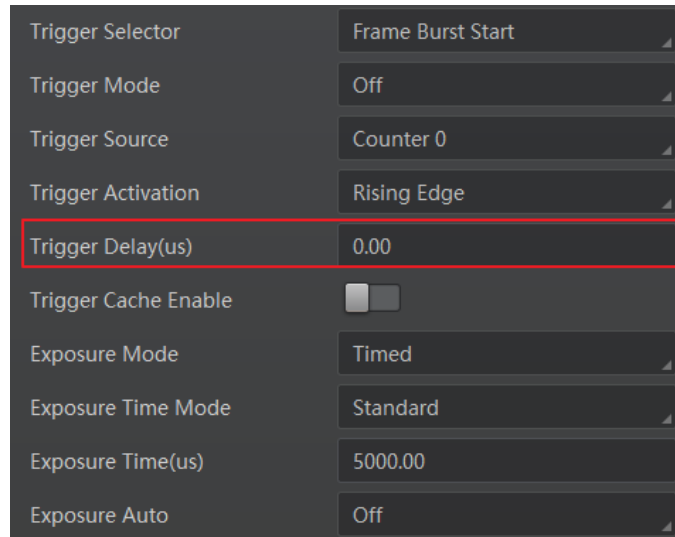 Trigger Selector Frame Burst Start
Trigger Mode Off
Trigger Source Counter 0
Trigger Activation Rising Edge
Trigger Delay(us) 0.00
Trigger Cache Enable
Exposure Mode Timed
Exposure Time Mode Standard
Exposure Time(us) 5000.00
Exposure Auto Off